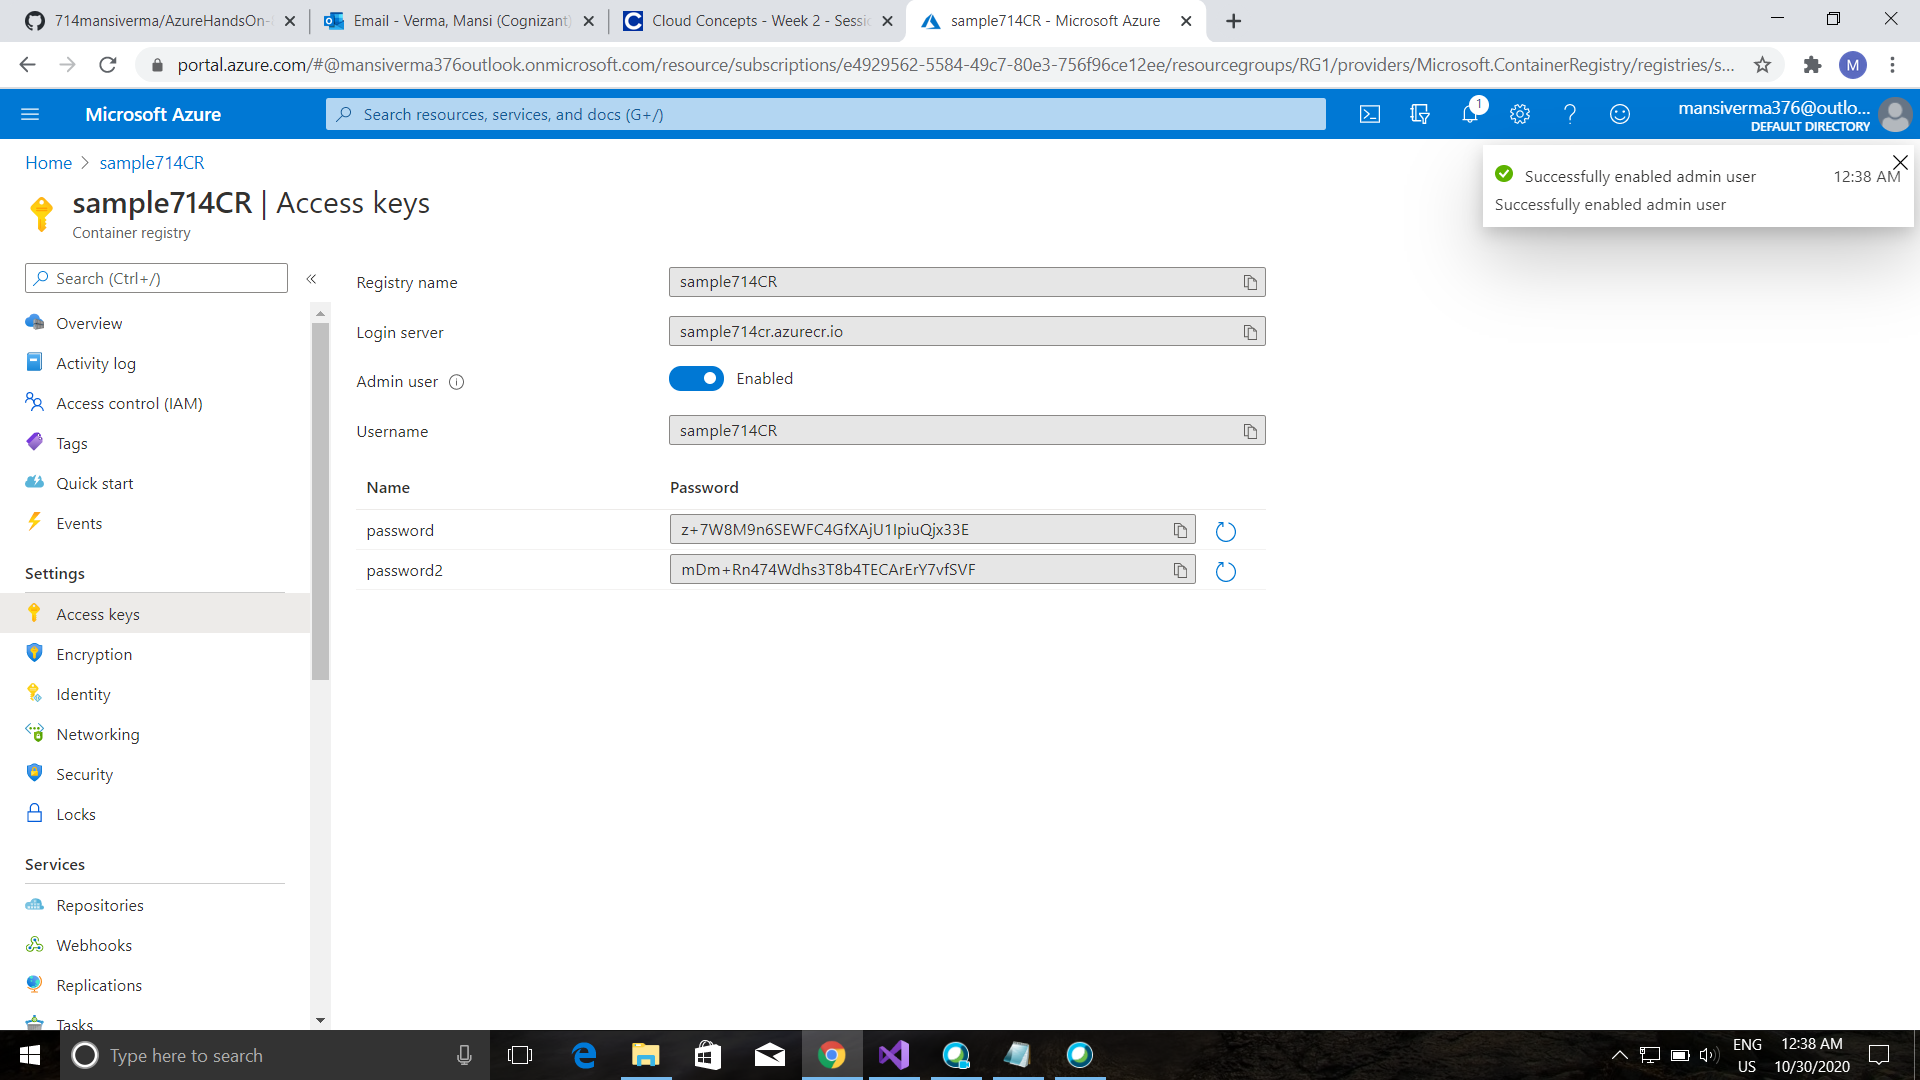 714mansiverma/AzureHandsOn-
Email - Verma, Mansi (Cognizant)
Cloud Concepts - Week 2 - Sessi
sample714CR - Microsoft Azure
portal.azure.com/#@mansiverma376outlook.onmicrosoft.com/resource/subscriptions/e4929562-5584-49c7-80e3-756f96ce12ee/resourcegroups/RG1/providers/Microsoft.ContainerRegistry/registries/s...
M
Microsoft Azure
Search resources, services, and docs (G+/)
1
mansiverma376@outlo...
DEFAULT DIRECTORY
Home > sample714CR
Successfully enabled admin user 12:38 AM
Successfully enabled admin user
sample714CR | Access keys
Container registry
Search (Ctrl+/)
«
Overview
Activity log
Access control (IAM)
Tags
Quick start
Events
Settings
Access keys
Encryption
Identity
Networking
Security
Locks
Services
Repositories
Webhooks
Replications
Tasks
Registry name
sample714CR
Login server
sample714cr.azurecr.io
Admin user
Enabled
Username
sample714CR
Name Password
password
z+7W8M9n6SEWFC4GfXAjU1IpiuQjx33E
password2
mDm+Rn474Wdhs3T8b4TECArErY7vfSVF
Type here to search
ENG
US
12:38 AM
10/30/2020